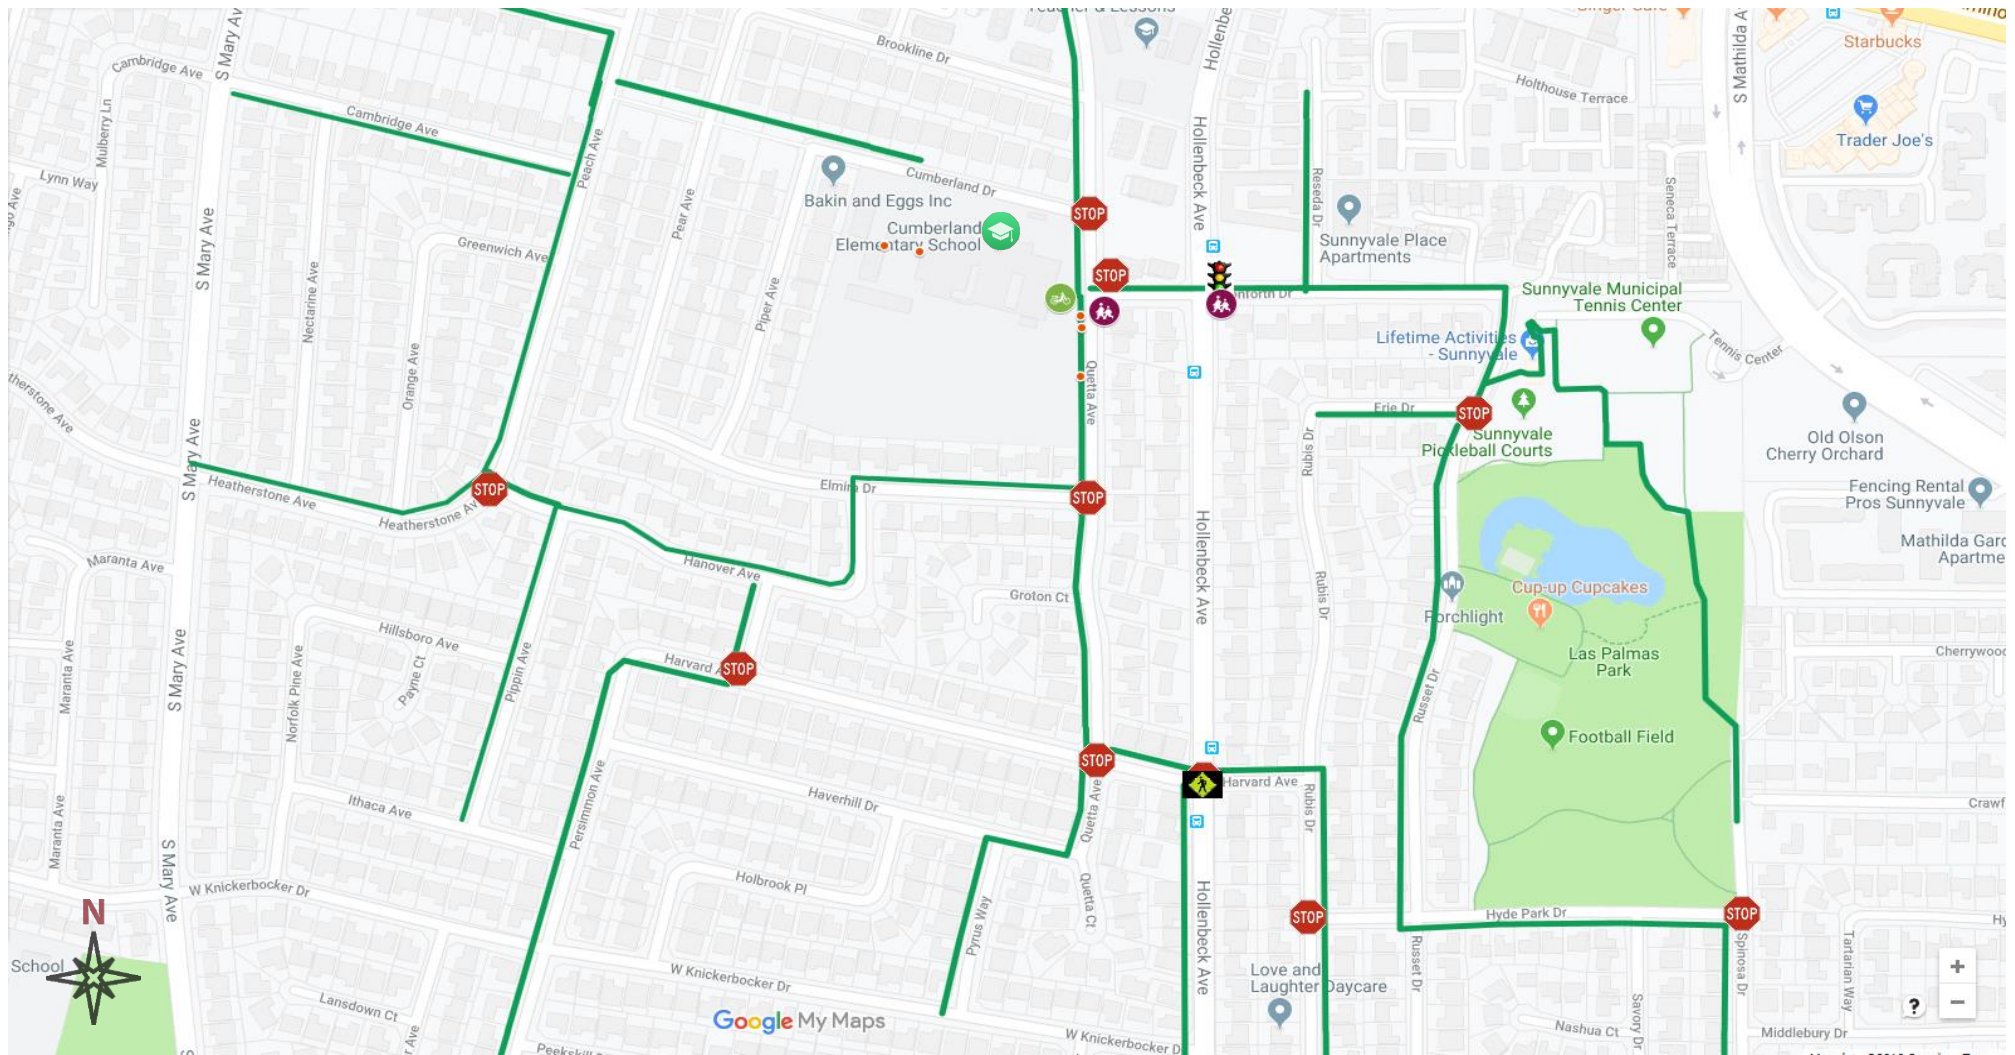 Teacher & Lessons
Brookline Dr
Starbucks
S Mary Av
Cambridge Ave
Mulberry Ln
Lynn Way
Cambridge Ave
Peach Ave
Hollenbeck Ave
Holthouse Terrace
S Mathilda A
Trader Joe's
Cumberland Dr
Bakin and Eggs Inc
Cumberland
Elementary School
Pear Ave
STOP
Reseda Dr
Seneca Terrace
Sunnyvale Place
Apartments
S Mary Ave
Greenwich Ave
Nectarine Ave
Piper Ave
STOP
inforth Dr
Sunnyvale Municipal
Tennis Center
Lifetime Activities
- Sunnyvale
Tennis Center
Orange Ave
Quetta Ave
therstone Ave
Erie Dr
STOP
Sunnyvale
Pickleball Courts
Rubis Dr
Old Olson
Cherry Orchard
S Mary Ave
Heatherstone Ave
Heatherstone Av
STOP
Elmira Dr
STOP
Fencing Rental
Pros Sunnyvale
Maranta Ave
Hanover Ave
Groton Ct
Hollenbeck Ave
Rubis Dr
Mathilda Gard
Apartme
Cup-up Cupcakes
Porchlight
Las Palmas
Park
Cherrywood
Maranta Ave
S Mary Ave
Hillsboro Ave
Payne Ct
Norfolk Pine Ave
Pippin Ave
Harvard A
STOP
Russet Dr
Football Field
STOP
Harvard Ave
Rubis Dr
Maranta Ave
Ithaca Ave
Persimmon Ave
Haverhill Dr
Quetta Ave
Crawf
S Mary Ave
W Knickerbocker Dr
Holbrook Pl
Quetta Ct
Hollenbeck Ave
Pyrus Way
STOP
Hyde Park Dr
STOP
Hy
N
School
W Knickerbocker Dr
Love and
Laughter Daycare
Russet Dr
Spinosa Dr
Tartarian Way
Savory Dr
Lansdown Ct
r Ave
Google My Maps
Nashua Ct
Middlebury Dr
W Knickerbocker D
Peekskill
+
?
−